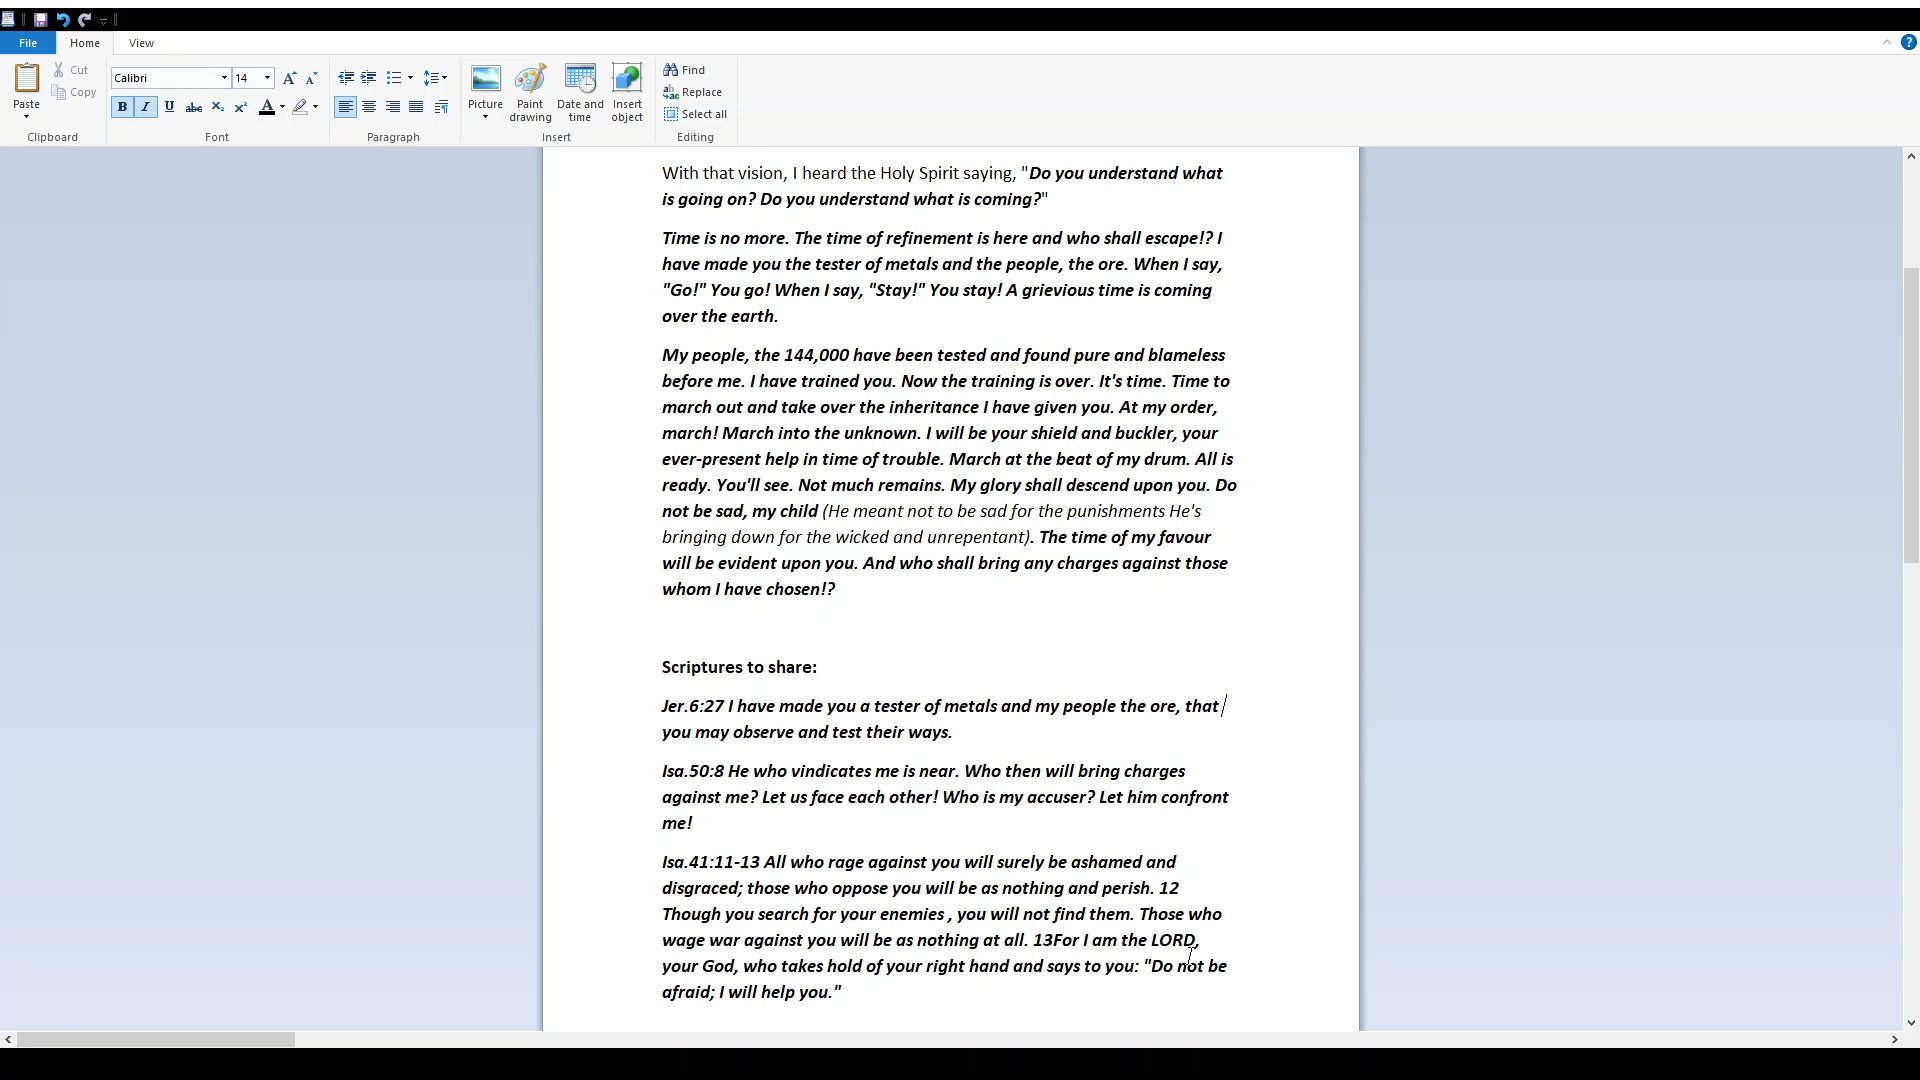 File
Home
View
Paste
Cut
Copy
Clipboard
Calibri
14
B I U abc X₂ X² A
Font
Paragraph
Picture
Paint drawing
Date and time
Insert object
Insert
Find
Replace
Select all
Editing
With that vision, I heard the Holy Spirit saying, "Do you understand what
is going on? Do you understand what is coming?"
Time is no more. The time of refinement is here and who shall escape!? I
have made you the tester of metals and the people, the ore. When I say,
"Go!" You go! When I say, "Stay!" You stay! A grievious time is coming
over the earth.
My people, the 144,000 have been tested and found pure and blameless
before me. I have trained you. Now the training is over. It's time. Time to
march out and take over the inheritance I have given you. At my order,
march! March into the unknown. I will be your shield and buckler, your
ever-present help in time of trouble. March at the beat of my drum. All is
ready. You'll see. Not much remains. My glory shall descend upon you. Do
not be sad, my child (He meant not to be sad for the punishments He's
bringing down for the wicked and unrepentant). The time of my favour
will be evident upon you. And who shall bring any charges against those
whom I have chosen!?
Scriptures to share:
Jer.6:27 I have made you a tester of metals and my people the ore, that
you may observe and test their ways.
Isa.50:8 He who vindicates me is near. Who then will bring charges
against me? Let us face each other! Who is my accuser? Let him confront
me!
Isa.41:11-13 All who rage against you will surely be ashamed and
disgraced; those who oppose you will be as nothing and perish. 12
Though you search for your enemies , you will not find them. Those who
wage war against you will be as nothing at all. 13For I am the LORD,
your God, who takes hold of your right hand and says to you: "Do not be
afraid; I will help you."